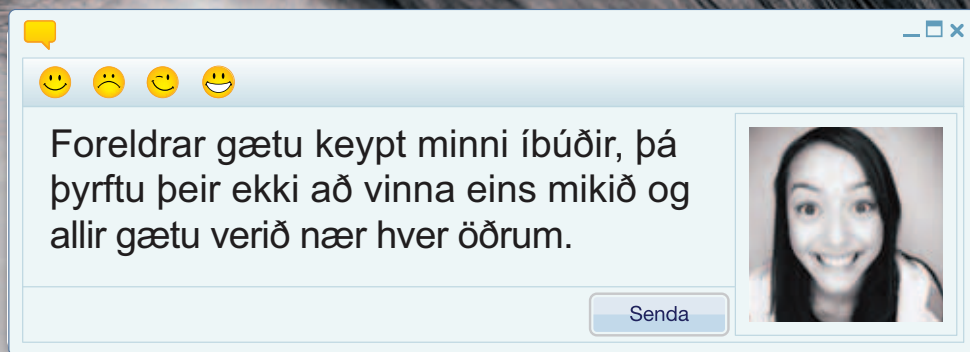 Foreldrar gætu keypt minni íbúðir, þá
þyrftu þeir ekki að vinna eins mikið og
allir gætu verið nær hver öðrum.
Senda